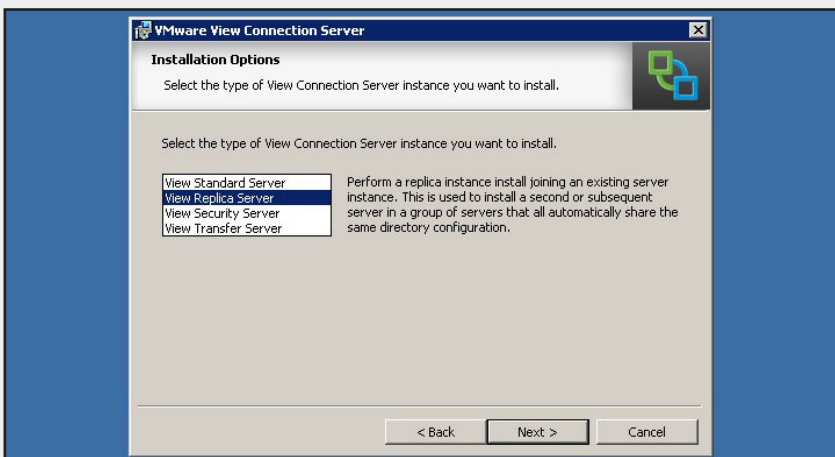 VMware View Connection Server
Installation Options
Select the type of View Connection Server instance you want to install.
Select the type of View Connection Server instance you want to install.
View Standard Server
View Replica Server
View Security Server
View Transfer Server
Perform a replica instance install joining an existing server
instance. This is used to install a second or subsequent
server in a group of servers that all automatically share the
same directory configuration.
< Back
Next >
Cancel